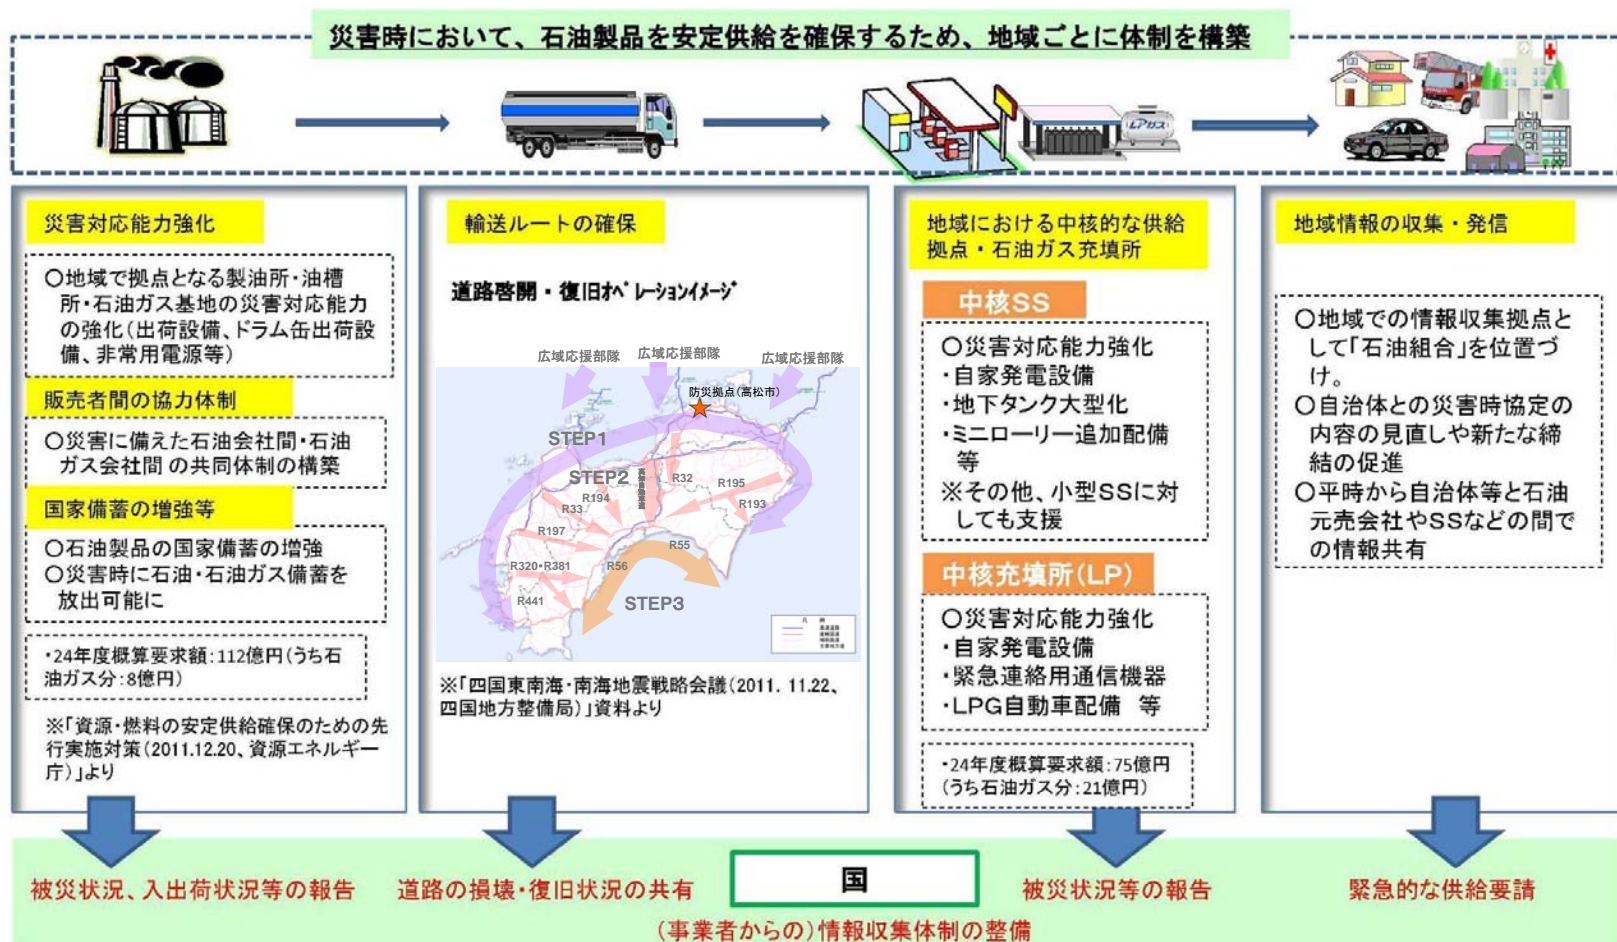 災害時において、石油製品を安定供給を確保するため、地域ごとに体制を構築
LPガス
災害対応能力強化
〇地域で拠点となる製油所・油槽
所・石油ガス基地の災害対応能力
の強化(出荷設備、ドラム缶出荷設
備、非常用電源等)
販売者間の協力体制
〇災害に備えた石油会社間・石油
ガス会社間の共同体制の構築
国家備蓄の増強等
〇石油製品の国家備蓄の増強
〇災害時に石油・石油ガス備蓄を
放出可能に
・24年度概算要求額:112億円(うち石
油ガス分:8億円)
※「資源・燃料の安定供給確保のための先
行実施対策(2011.12.20、資源エネルギー
庁)」より
輸送ルートの確保
道路啓開・復旧オペレーションイメージ
広域応援部隊
広域応援部隊
広域応援部隊
防災拠点(高松市)
STEP1
STEP2
R32
R195
R194
R193
R33
R197
R55
R320・R381
R56
R441
STEP3
凡 例
高速道路
※「四国東南海・南海地震戦略会議(2011. 11.22、
四国地方整備局)」資料より
地域における中核的な供給
拠点・石油ガス充填所
中核SS
〇災害対応能力強化
・自家発電設備
・地下タンク大型化
・ミニローリー追加配備
等
※その他、小型SSに対
しても支援
中核充填所(LP)
〇災害対応能力強化
・自家発電設備
・緊急連絡用通信機器
・LPG自動車配備 等
・24年度概算要求額:75億円
(うち石油ガス分:21億円)
地域情報の収集・発信
〇地域での情報収集拠点と
して「石油組合」を位置づ
け。
〇自治体との災害時協定の
内容の見直しや新たな締
結の促進
〇平時から自治体等と石油
元売会社やSSなどの間で
の情報共有
被災状況、入出荷状況等の報告
道路の損壊・復旧状況の共有
国
被災状況等の報告
緊急的な供給要請
(事業者からの)情報収集体制の整備